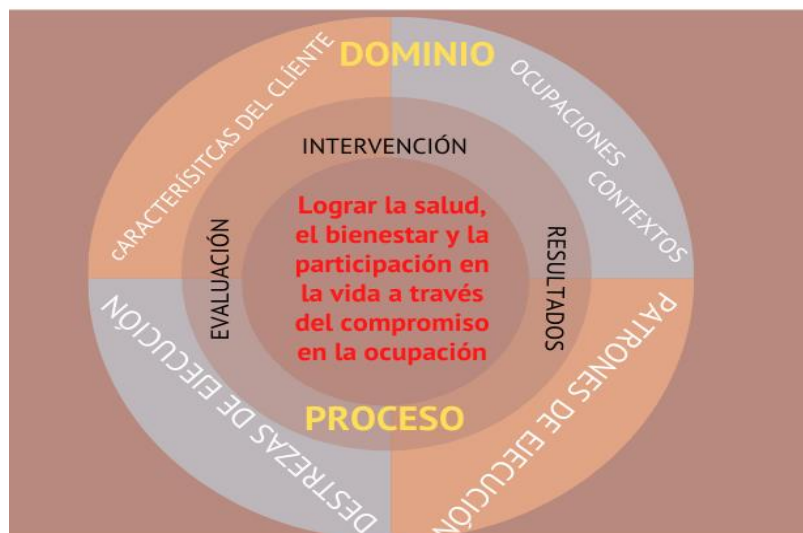 DOMINIO
cARACTERÍSITCAS DEL CLÍENTE
OCUPACIONES
CONTEXTOS
INTERVENCIÓN
EVALUACIÓN
RESULTADOS
Lograr la salud,
el bienestar y la
participación en
la vida a través
del compromiso
en la ocupación
PROCESO
DESTREZAS DE EJECUCIÓN
PATRONES DE EJECUCIÓN